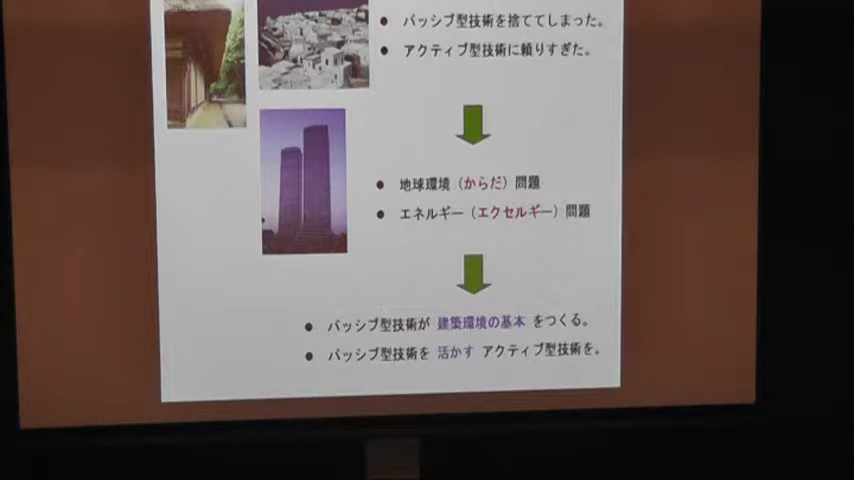 ● パッシブ型技術を捨ててしまった。
● アクティブ型技術に頼りすぎた。
● 地球環境（からだ）問題
● エネルギー（エクセルギー）問題
● パッシブ型技術が 建築環境の基本 をつくる。
● パッシブ型技術を 活かす アクティブ型技術を。